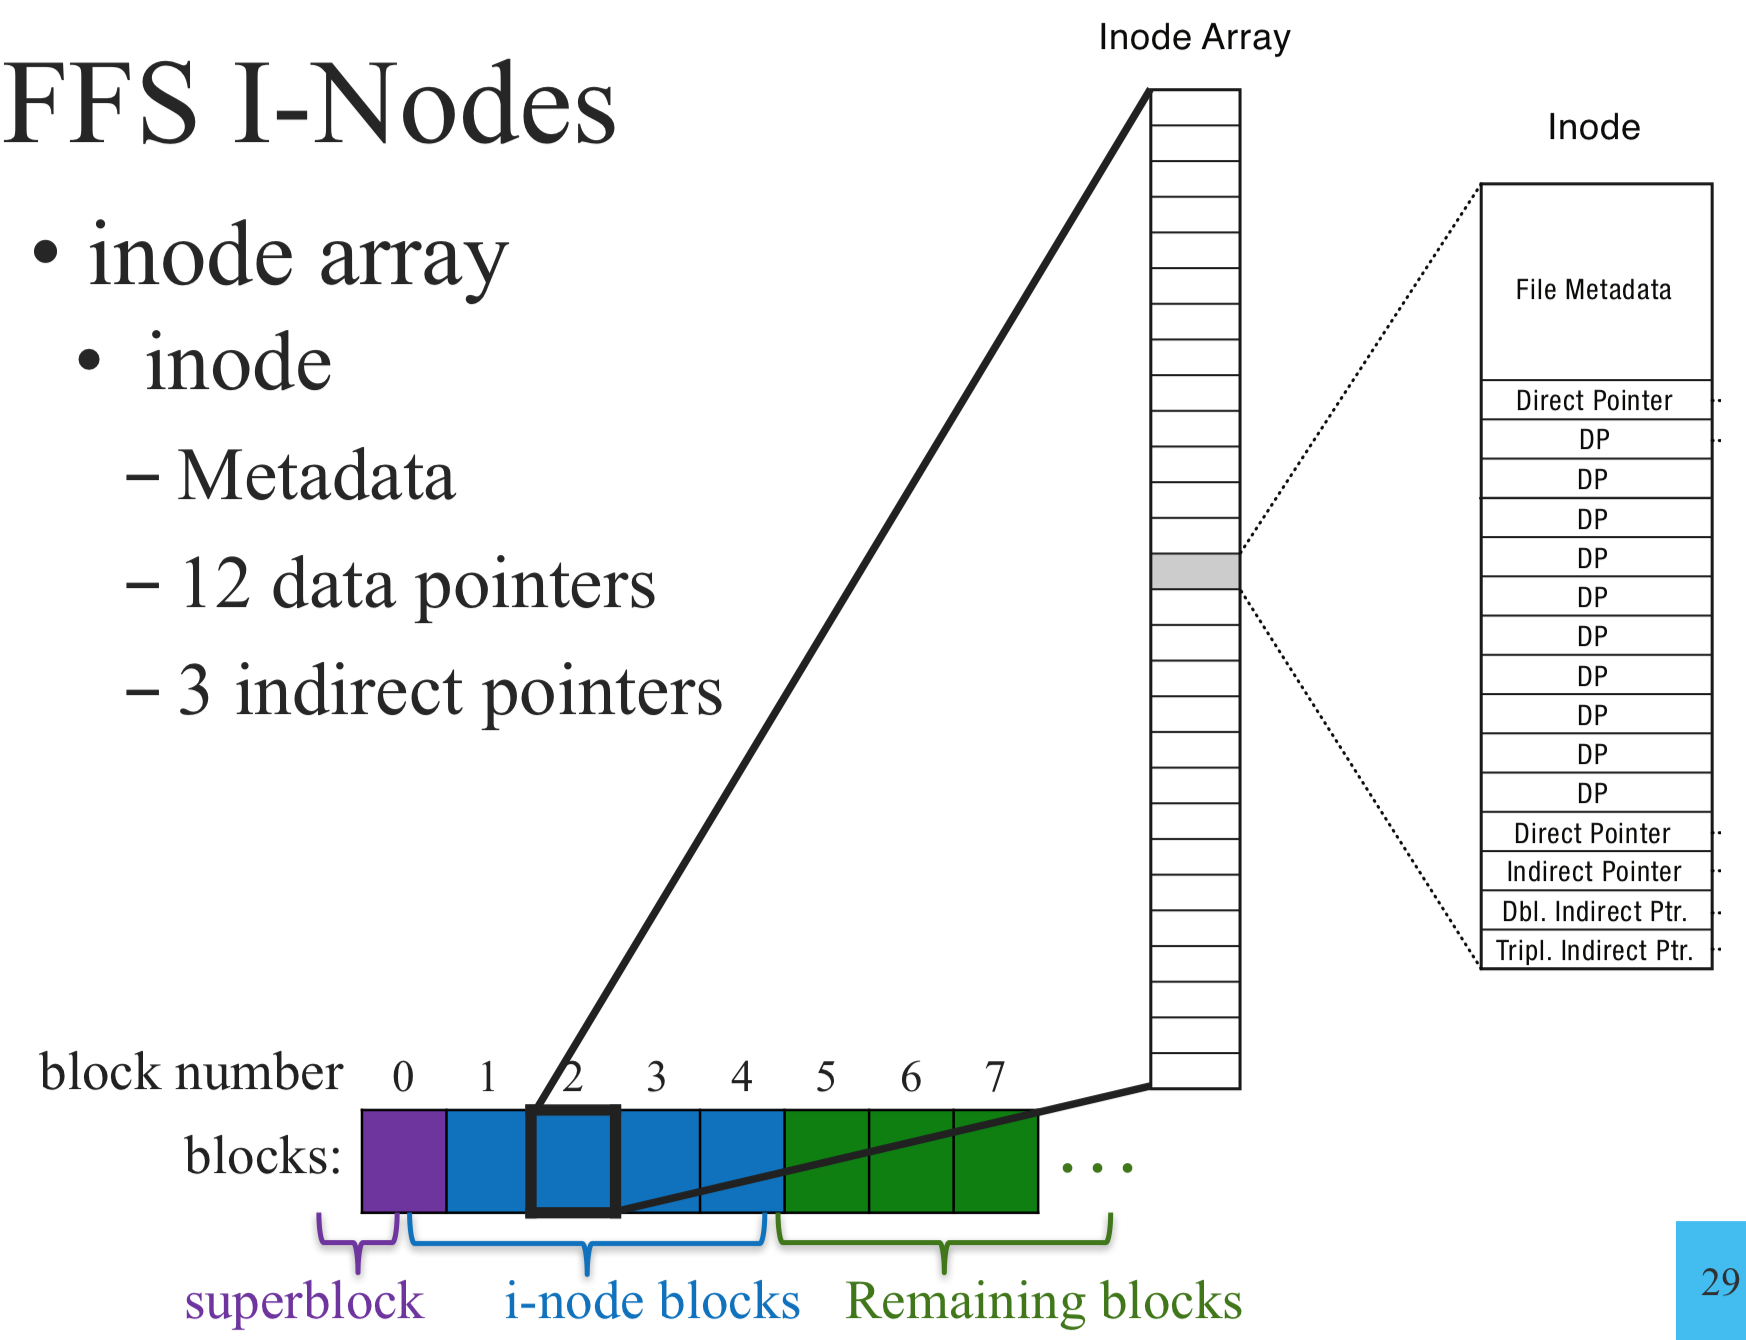 FFS I-Nodes
• inode array
• inode
– Metadata
– 12 data pointers
– 3 indirect pointers
Inode Array
Inode
File Metadata
Direct Pointer
DP
DP
DP
DP
DP
DP
DP
DP
DP
DP
Direct Pointer
Indirect Pointer
Dbl. Indirect Ptr.
Tripl. Indirect Ptr.
block number 0 1 2 3 4 5 6 7
blocks: ...
superblock i-node blocks Remaining blocks
29